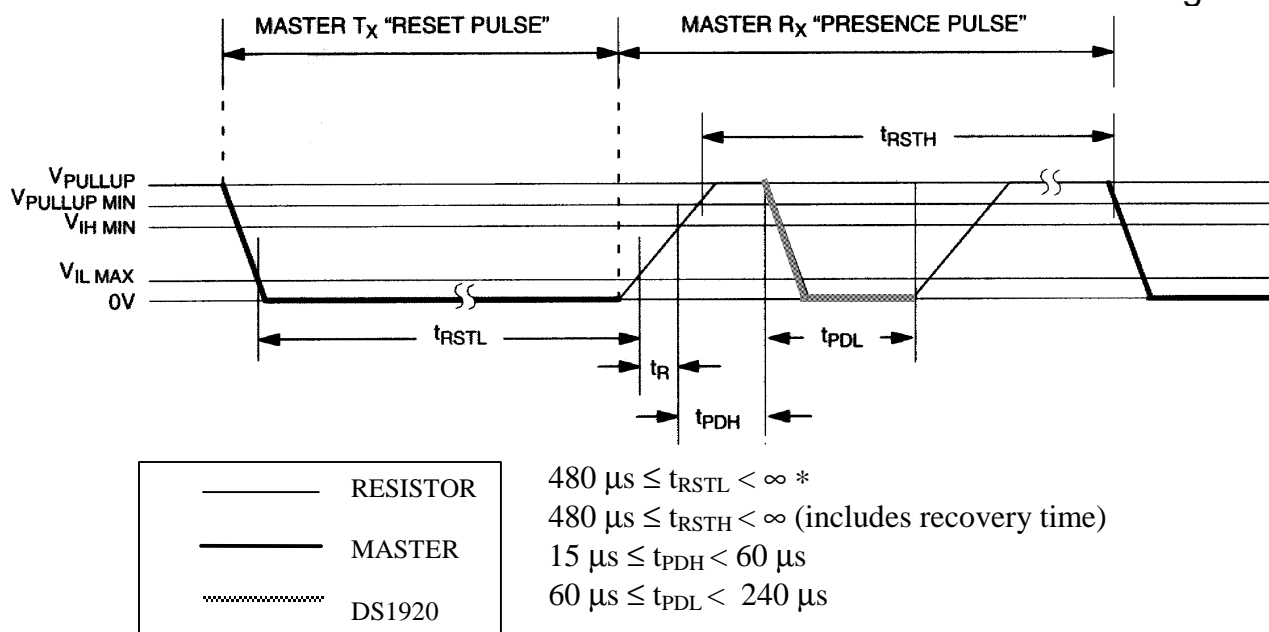 g
MASTER TX "RESET PULSE"
MASTER RX "PRESENCE PULSE"
tRSTH
VPULLUP
VPULLUP MIN
VIH MIN
VIL MAX
0V
tRSTL
tPDL
tR
tPDH
RESISTOR
MASTER
DS1920
480 μs ≤ tRSTL < ∞ *
480 μs ≤ tRSTH < ∞ (includes recovery time)
15 μs ≤ tPDH < 60 μs
60 μs ≤ tPDL < 240 μs